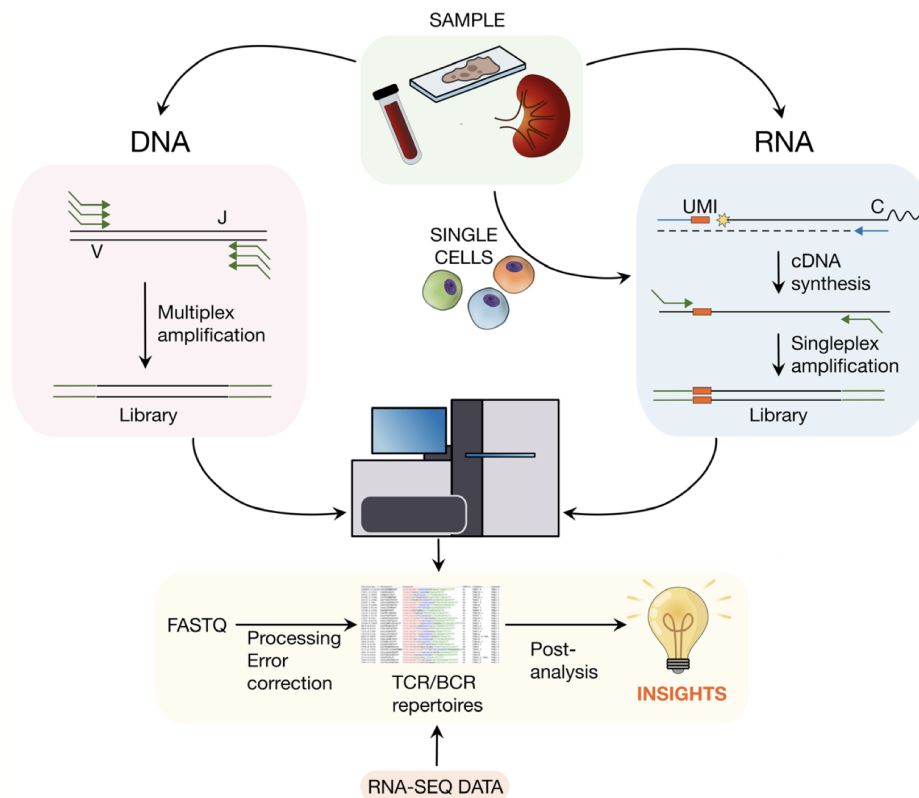 SAMPLE
DNA
RNA
J
V
Multiplex
amplification
Library
SINGLE
CELLS
UMI
C
cDNA
synthesis
Singleplex
amplification
Library
FASTQ
Processing
Error
correction
TCR/BCR
repertoires
Post-
analysis
INSIGHTS
RNA-SEQ DATA